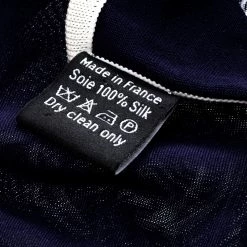 Made in France
Soie 100% Silk
Dry clean only